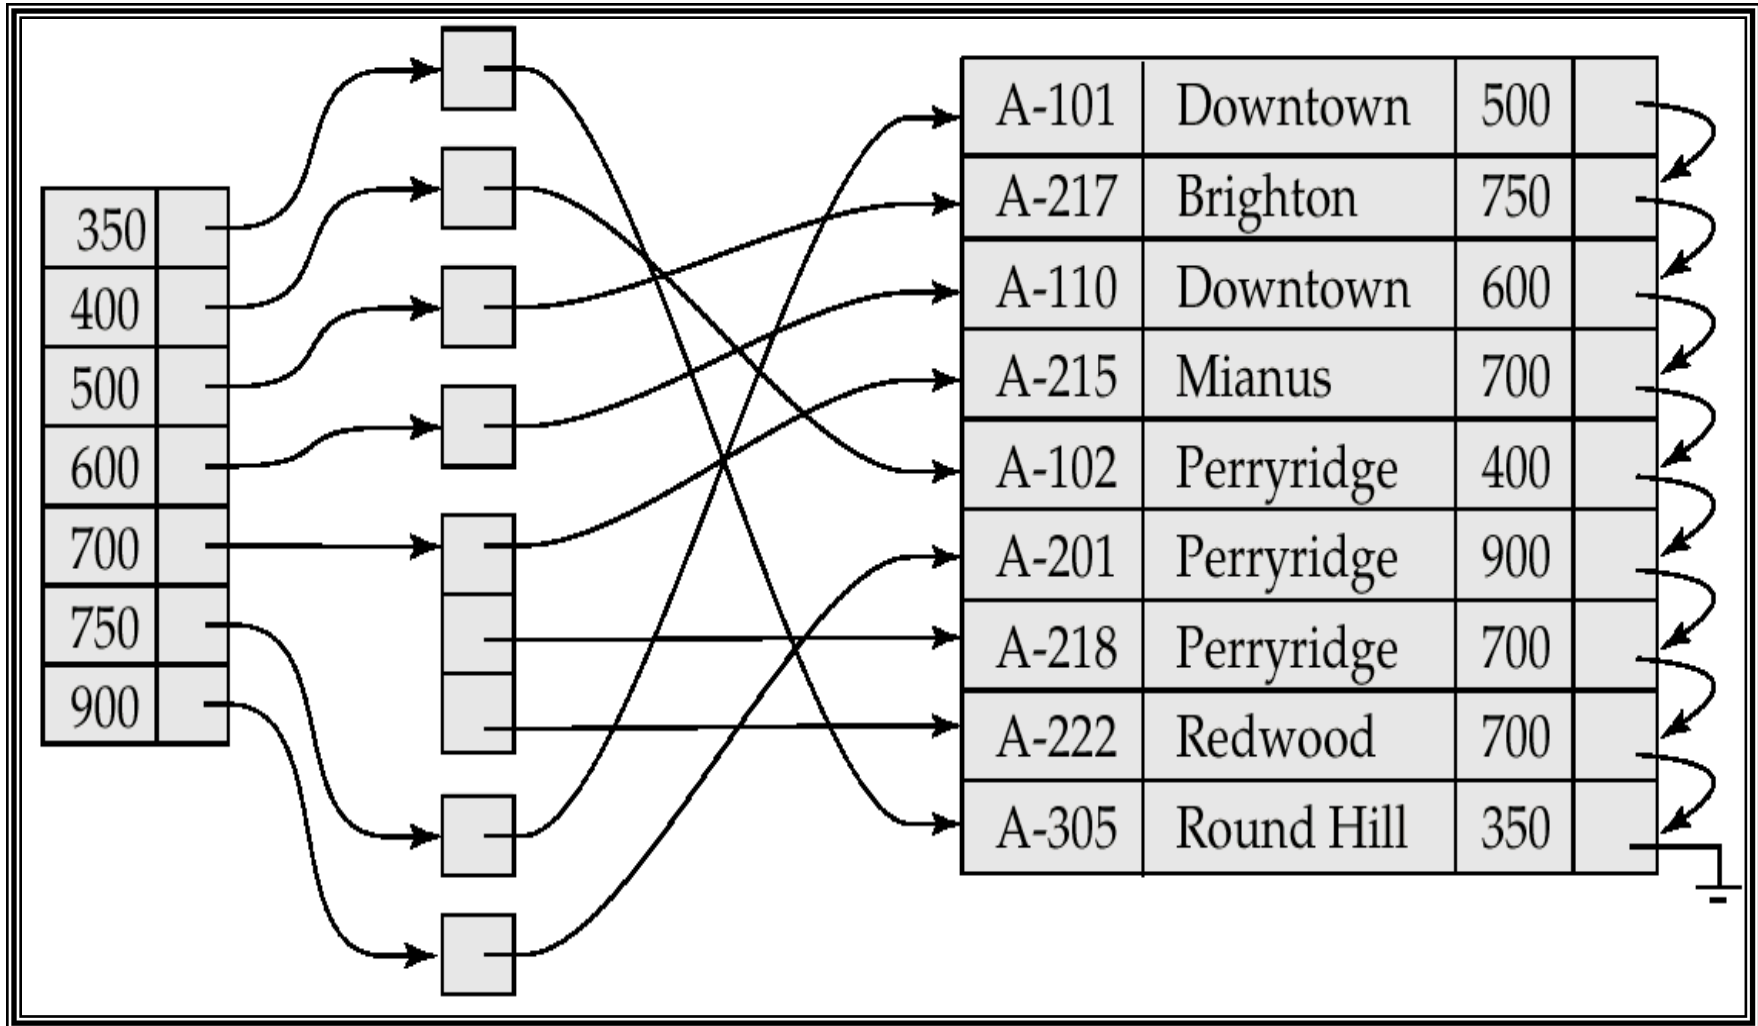 350
400
500
600
700
750
900
A-101 Downtown 500
A-217 Brighton 750
A-110 Downtown 600
A-215 Mianus 700
A-102 Perryridge 400
A-201 Perryridge 900
A-218 Perryridge 700
A-222 Redwood 700
A-305 Round Hill 350